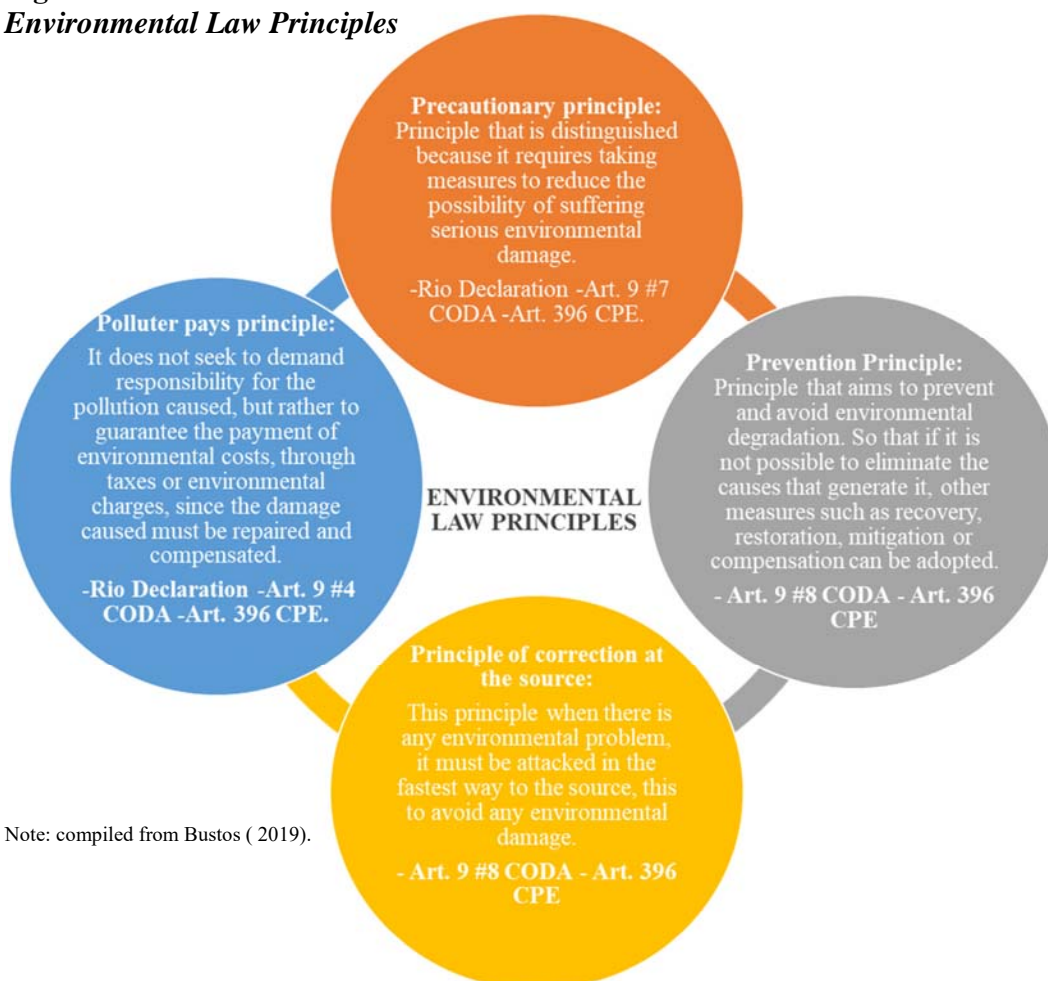 Environmental Law Principles
Precautionary principle:
Principle that is distinguished
because it requires taking
measures to reduce the
possibility of suffering
serious environmental
damage.
-Rio Declaration -Art. 9 #7
CODA -Art. 396 CPE.
Polluter pays principle:
It does not seek to demand
responsibility for the
pollution caused, but rather to
guarantee the payment of
environmental costs, through
taxes or environmental
charges, since the damage
caused must be repaired and
compensated.
-Rio Declaration -Art. 9 #4
CODA -Art. 396 CPE.
ENVIRONMENTAL
LAW PRINCIPLES
Prevention Principle:
Principle that aims to prevent
and avoid environmental
degradation. So that if it is
not possible to eliminate the
causes that generate it, other
measures such as recovery,
restoration, mitigation or
compensation can be adopted.
- Art. 9 #8 CODA - Art. 396
CPE
Principle of correction at
the source:
This principle when there is
any environmental problem,
it must be attacked in the
fastest way to the source, this
to avoid any environmental
damage.
- Art. 9 #8 CODA - Art. 396
CPE
Note: compiled from Bustos ( 2019).